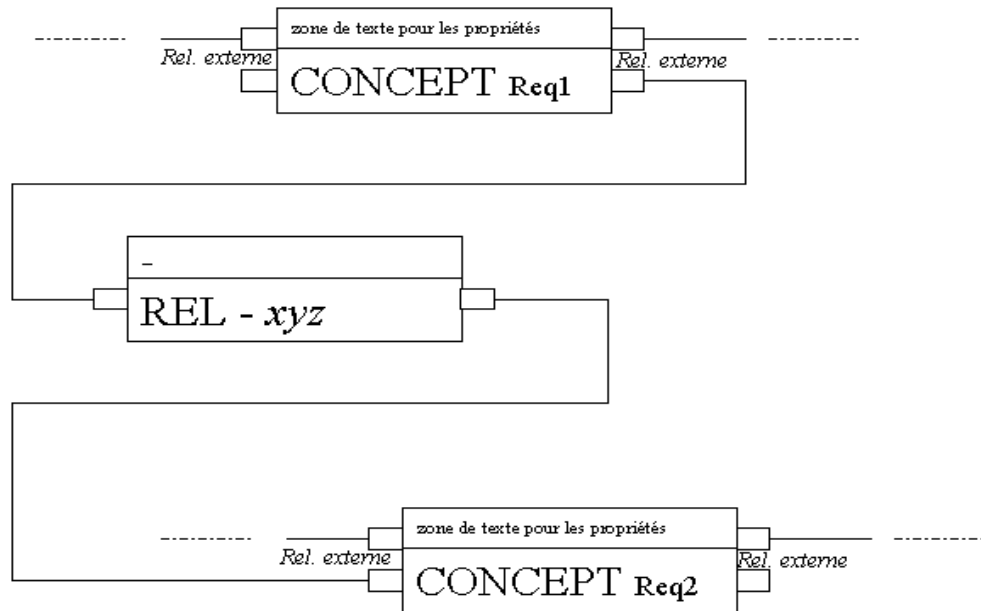 zone de texte pour les propriétés
Rel. externe
Rel. externe
CONCEPT Req1
–
REL - xyz
zone de texte pour les propriétés
Rel. externe
Rel. externe
CONCEPT Req2